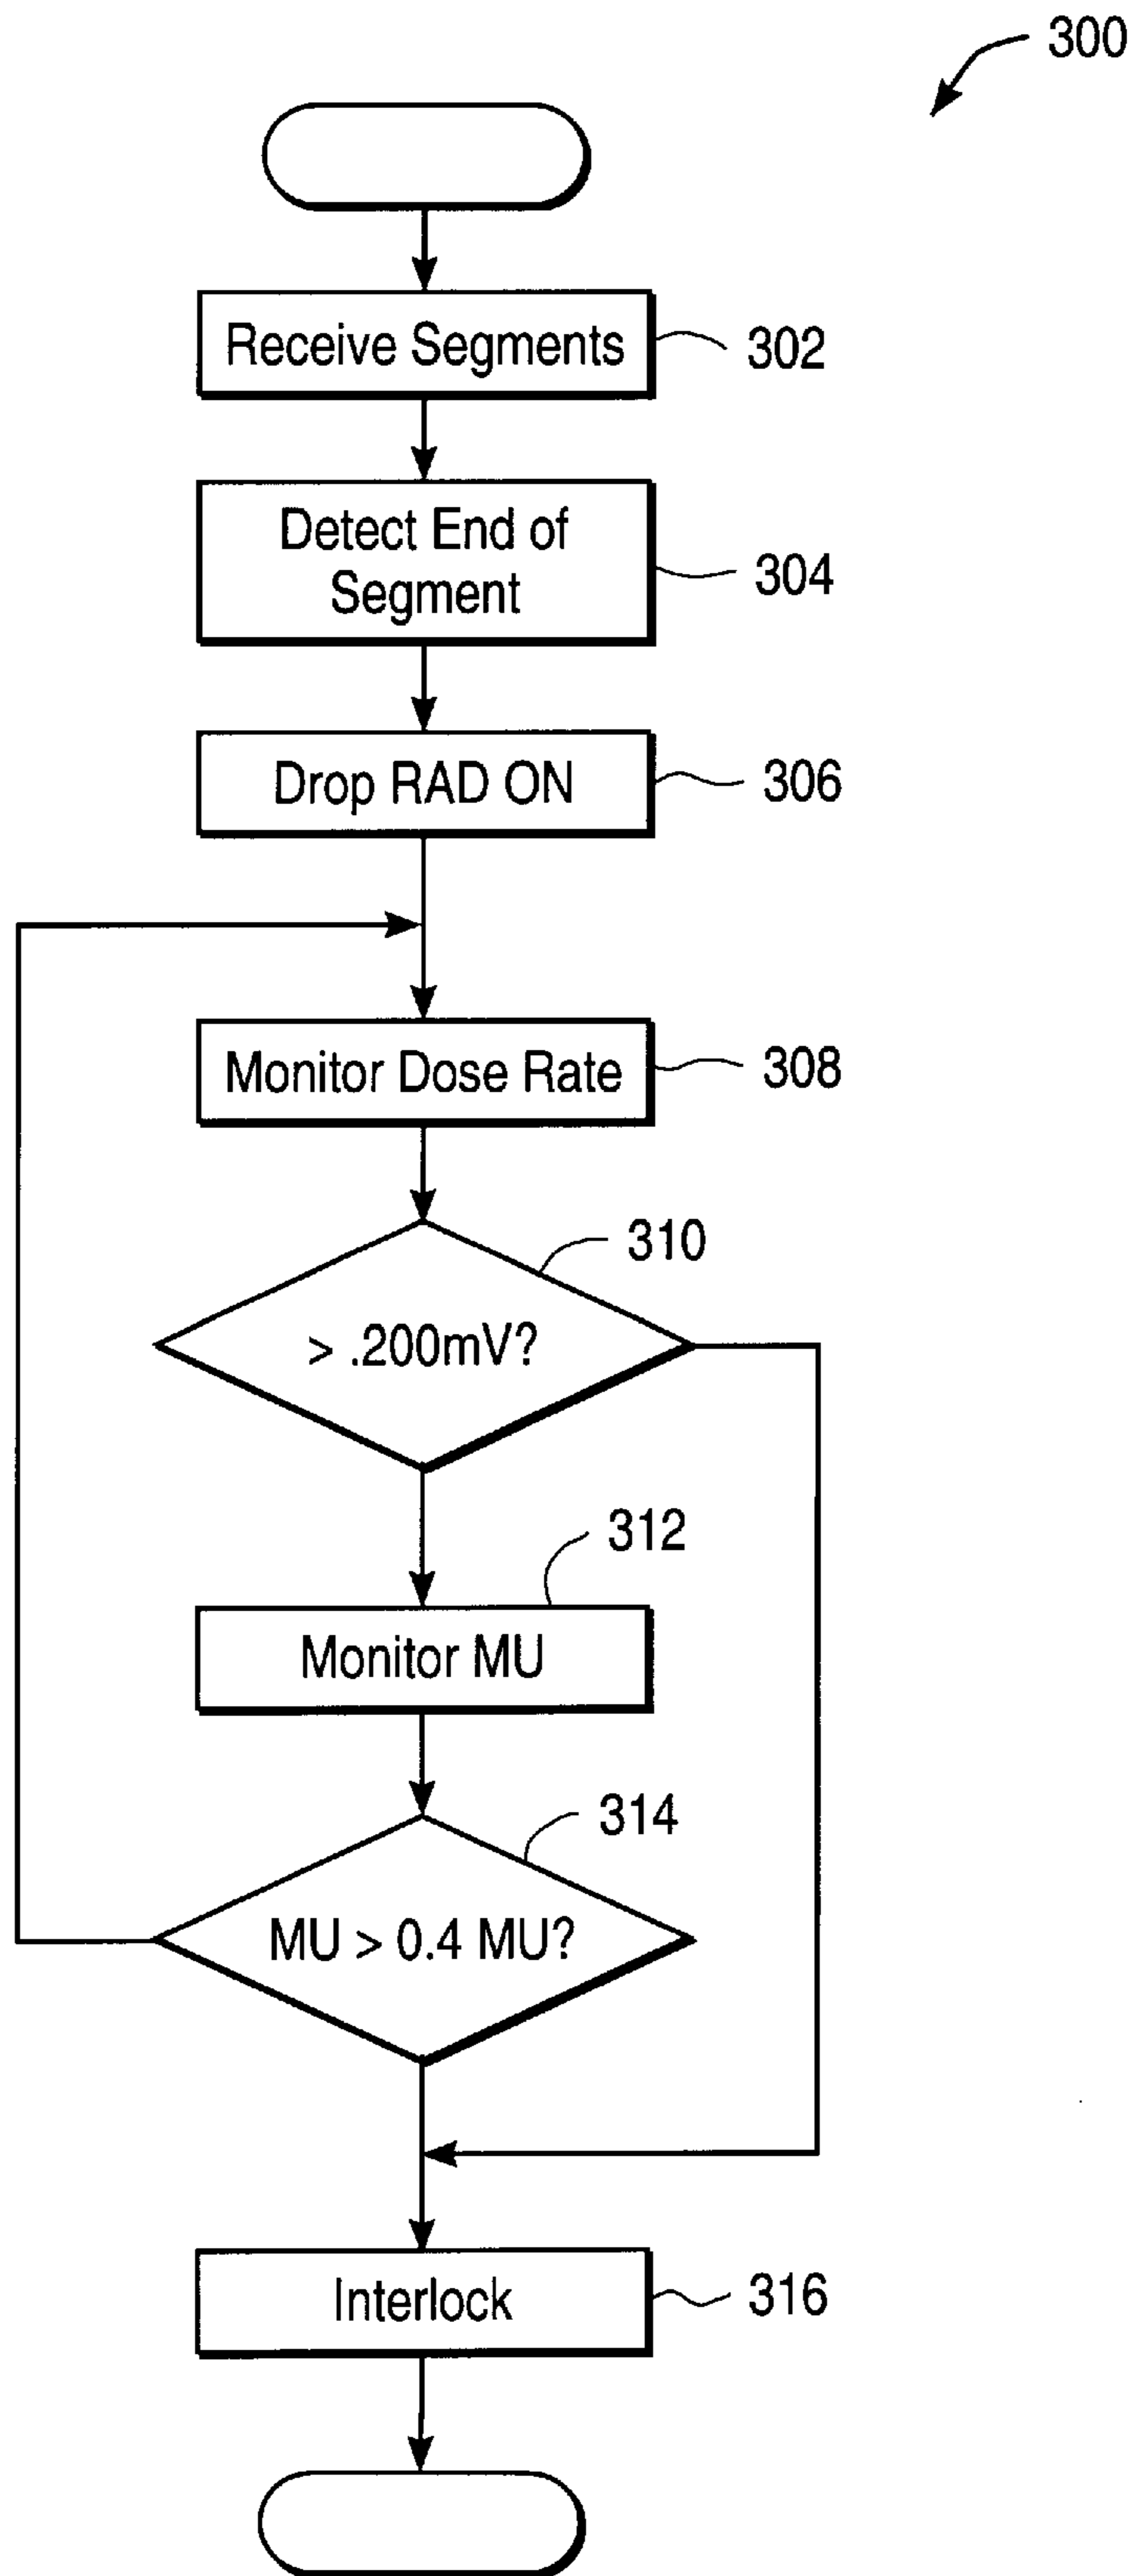 300
Receive Segments
302
Detect End of
Segment
304
Drop RAD ON
306
Monitor Dose Rate
308
310
> .200mV?
312
Monitor MU
314
MU > 0.4 MU?
Interlock
316